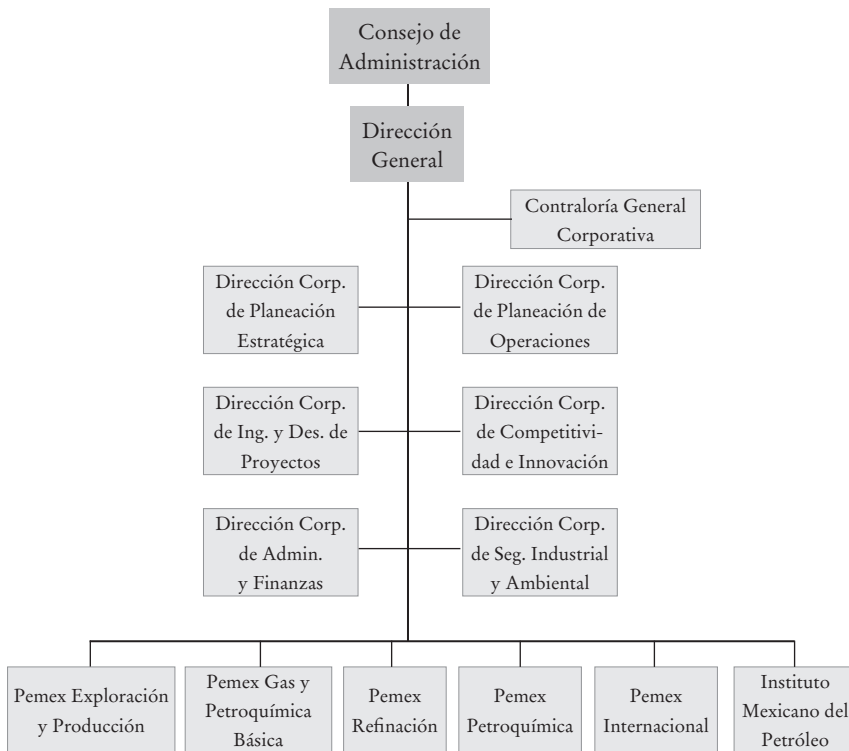 Consejo de
Administración
Dirección
General
Contraloría General
Corporativa
Dirección Corp.
de Planeación
Estratégica
Dirección Corp.
de Planeación de
Operaciones
Dirección Corp.
de Ing. y Des. de
Proyectos
Dirección Corp.
de Competitivi-
dad e Innovación
Dirección Corp.
de Admin.
y Finanzas
Dirección Corp.
de Seg. Industrial
y Ambiental
Pemex Exploración
y Producción
Pemex Gas y
Petroquímica
Básica
Pemex
Refinación
Pemex
Petroquímica
Pemex
Internacional
Instituto
Mexicano del
Petróleo